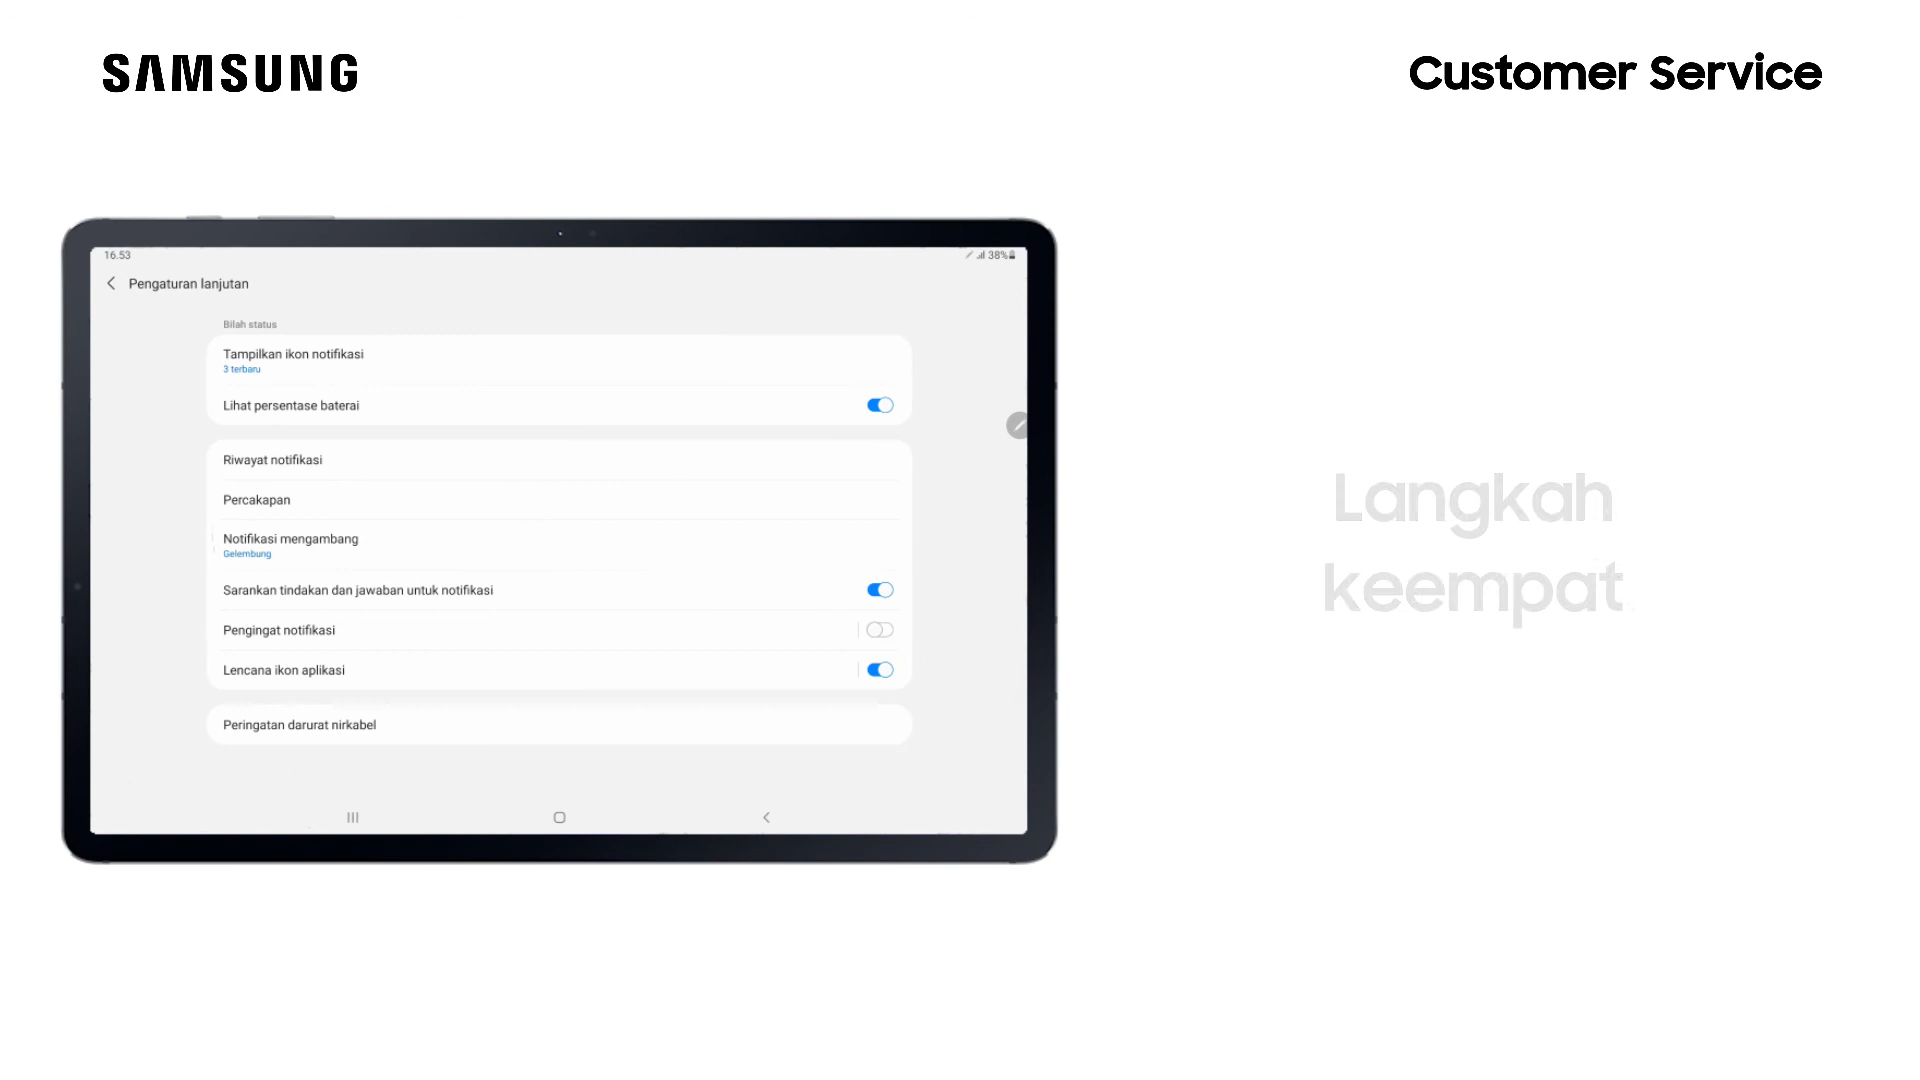 SAMSUNG
Customer Service
16.53
38%
Pengaturan lanjutan
Bilah status
Tampilkan ikon notifikasi
3 terbaru
Lihat persentase baterai
Riwayat notifikasi
Percakapan
Notifikasi mengambang
Gelembung
Sarankan tindakan dan jawaban untuk notifikasi
Pengingat notifikasi
Lencana ikon aplikasi
Peringatan darurat nirkabel
Langkah
keempat